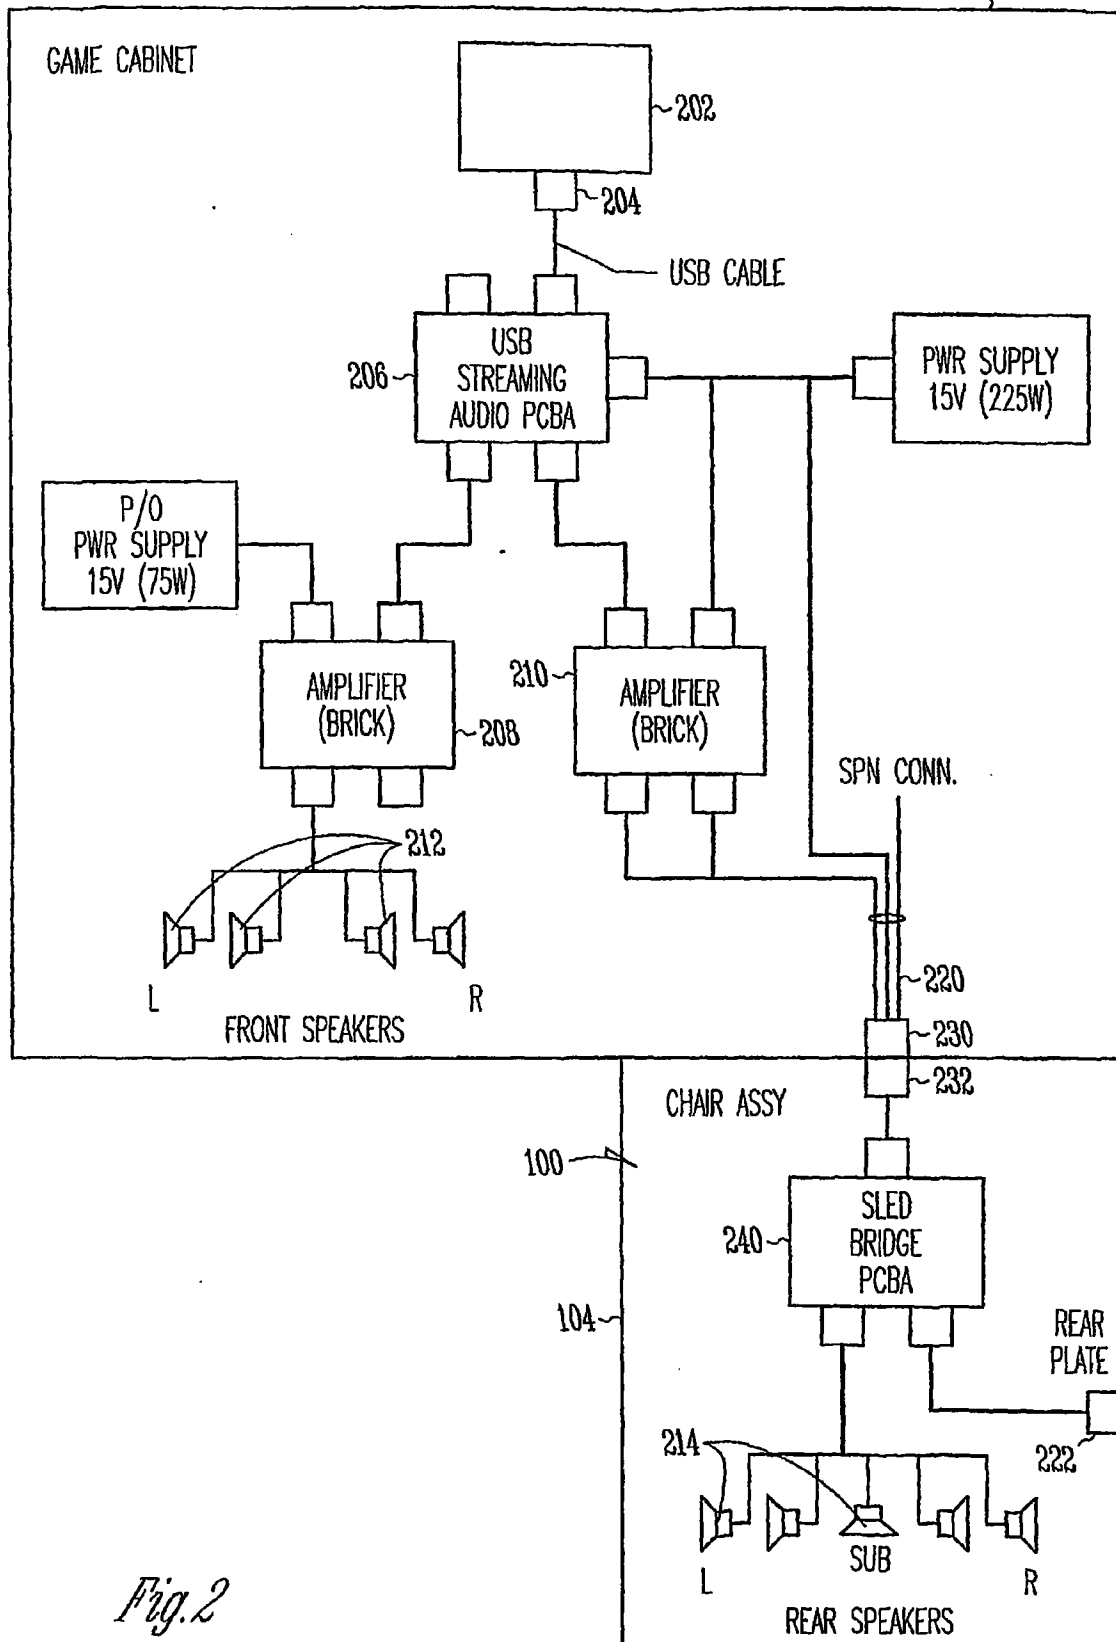 GAME CABINET
202
204
USB CABLE
USB
STREAMING
AUDIO PCBA
206
PWR SUPPLY
15V (225W)
P/O
PWR SUPPLY
15V (75W)
AMPLIFIER
(BRICK)
208
210
AMPLIFIER
(BRICK)
SPN CONN.
212
L
R
FRONT SPEAKERS
220
230
232
CHAIR ASSY
100
SLED
BRIDGE
PCBA
240
104
REAR
PLATE
222
214
SUB
L
R
REAR SPEAKERS
Fig.2